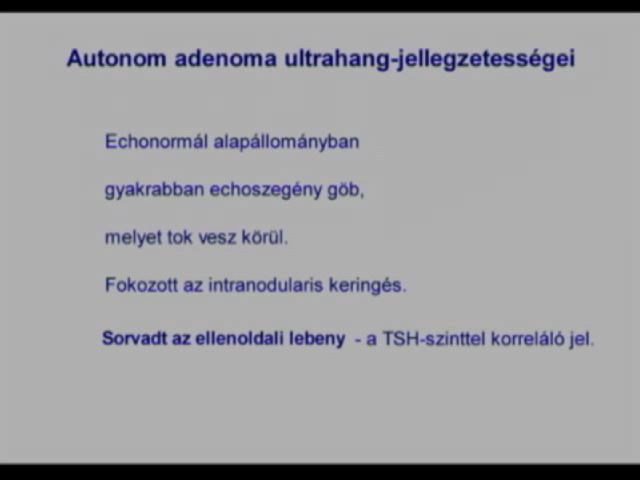 Autonom adenoma ultrahang-jellegzetességei
Echonormál alapállományban
gyakrabban echoszegény göb,
melyet tok vesz körül.
Fokozott az intranodularis keringés.
Sorvadt az ellenoldali lebeny - a TSH-szinttel korreláló jel.